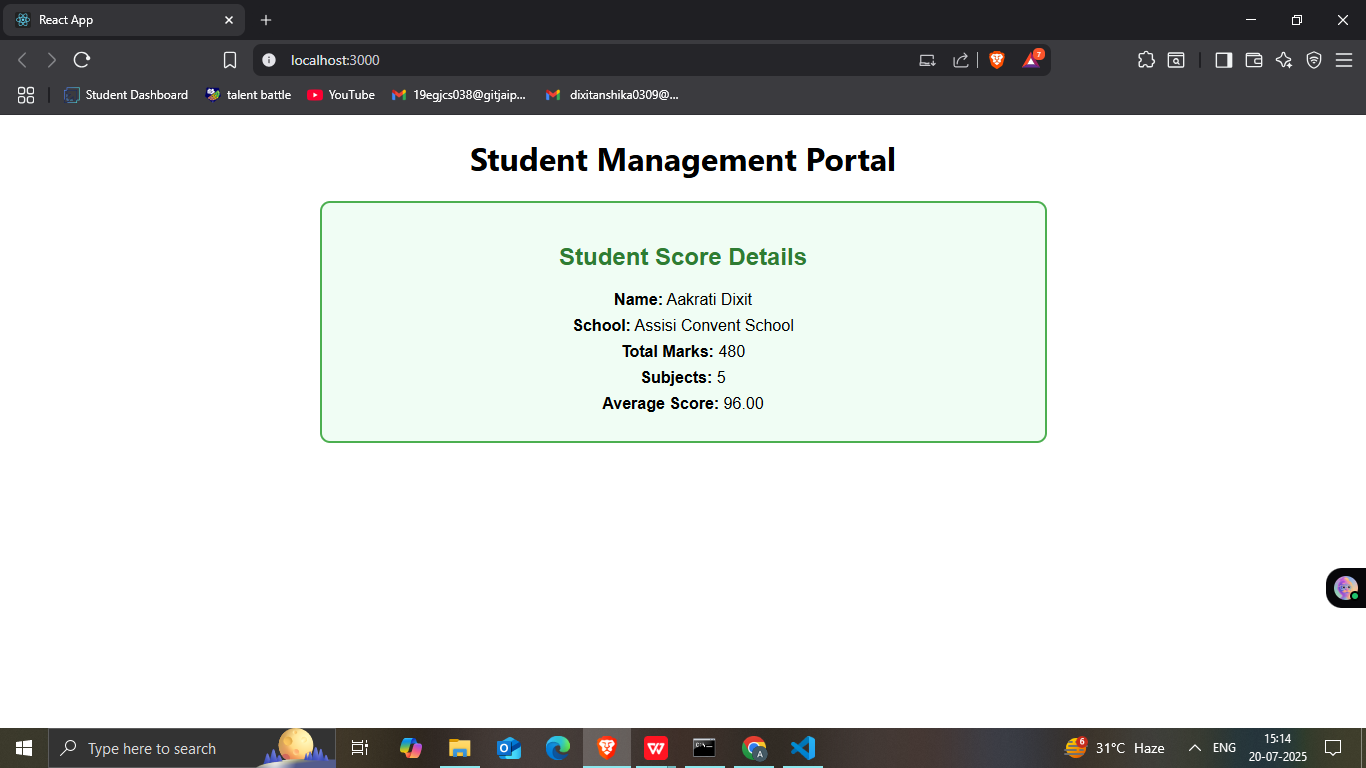 React App
localhost:3000
7
Student Dashboard
talent battle
YouTube
19egjcs038@gitjaip...
dixitanshika0309@...
Student Management Portal
Student Score Details
Name: Aakrati Dixit
School: Assisi Convent School
Total Marks: 480
Subjects: 5
Average Score: 96.00
Type here to search
W
A
6
31°C Haze
ENG
15:14
20-07-2025